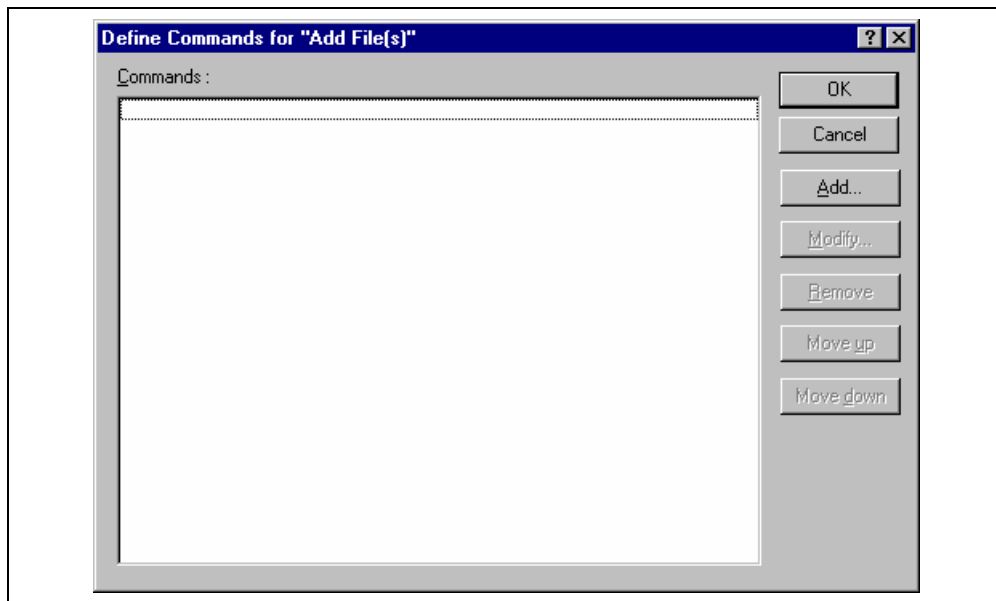 Define Commands for "Add File(s)"
Commands :
OK
Cancel
Add...
Modify...
Remove
Move up
Move down